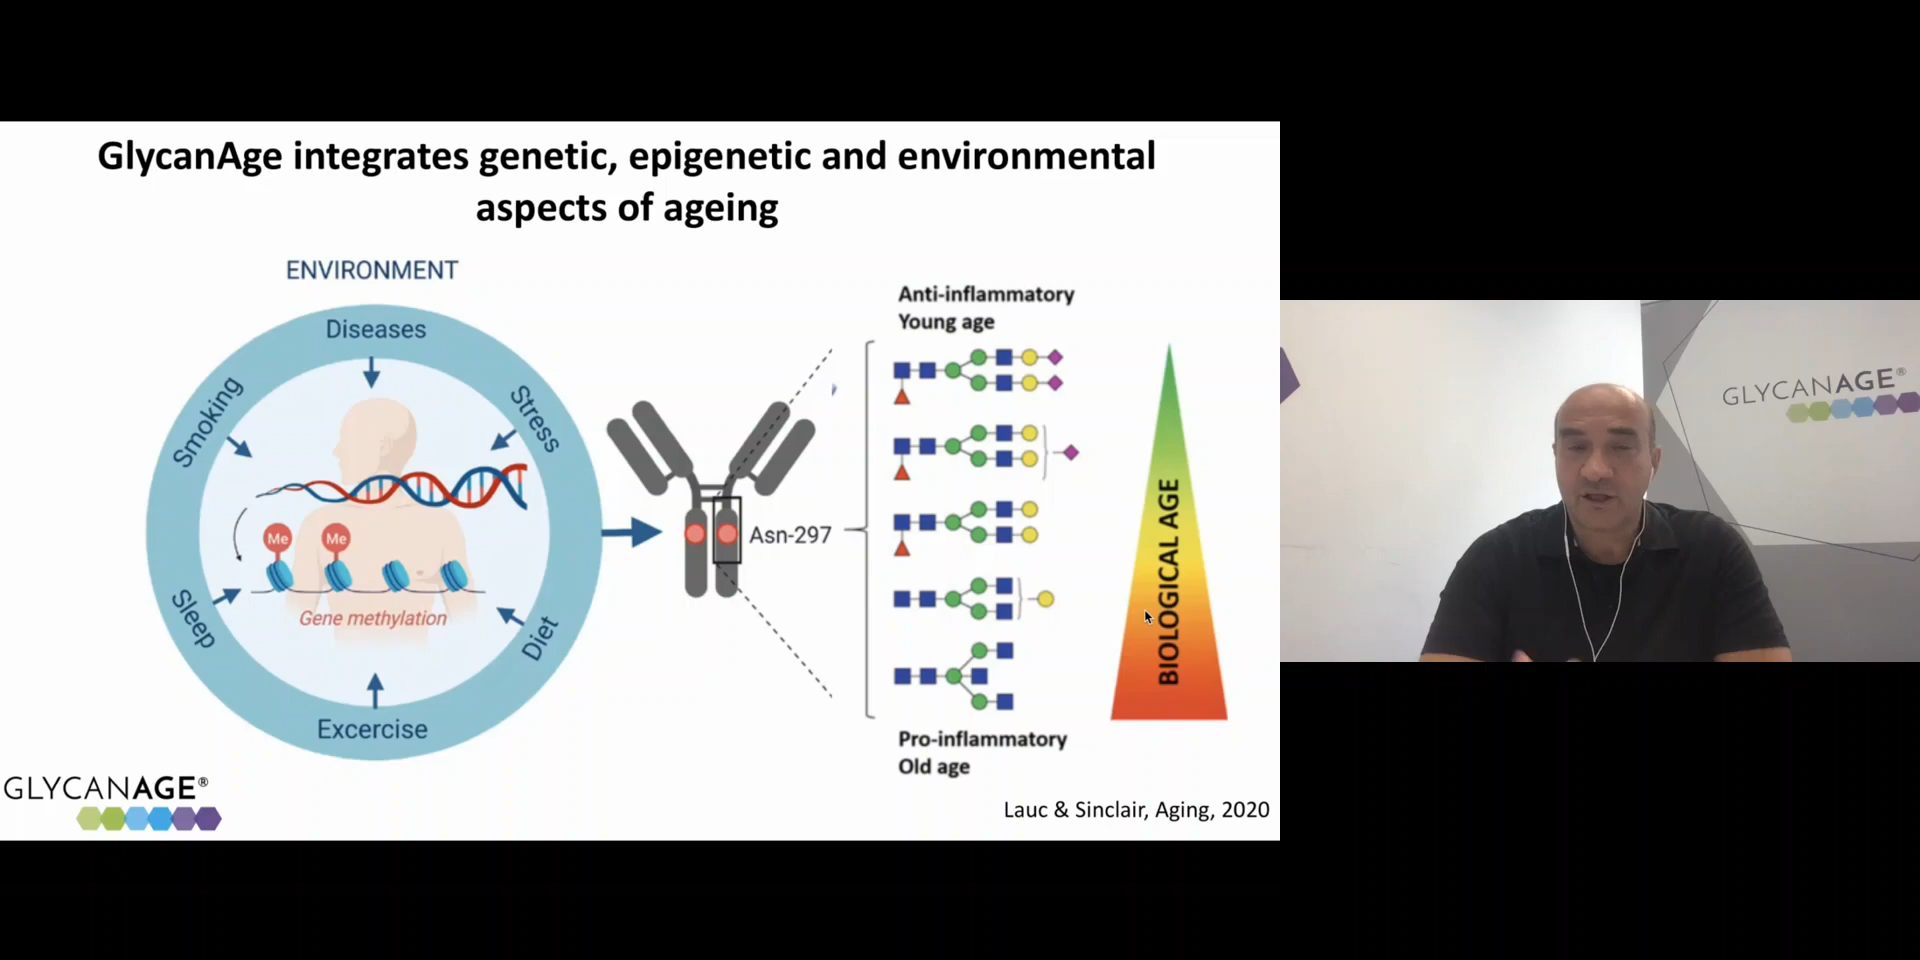 GlycanAge integrates genetic, epigenetic and environmental
aspects of ageing
ENVIRONMENT
Diseases
Smoking
Stress
Me
Me
Gene methylation
Sleep
Diet
Excercise
Asn-297
Anti-inflammatory
Young age
BIOLOGICAL AGE
Pro-inflammatory
Old age
GLYCANAGE®
Lauc & Sinclair, Aging, 2020
GLYCANAGE®